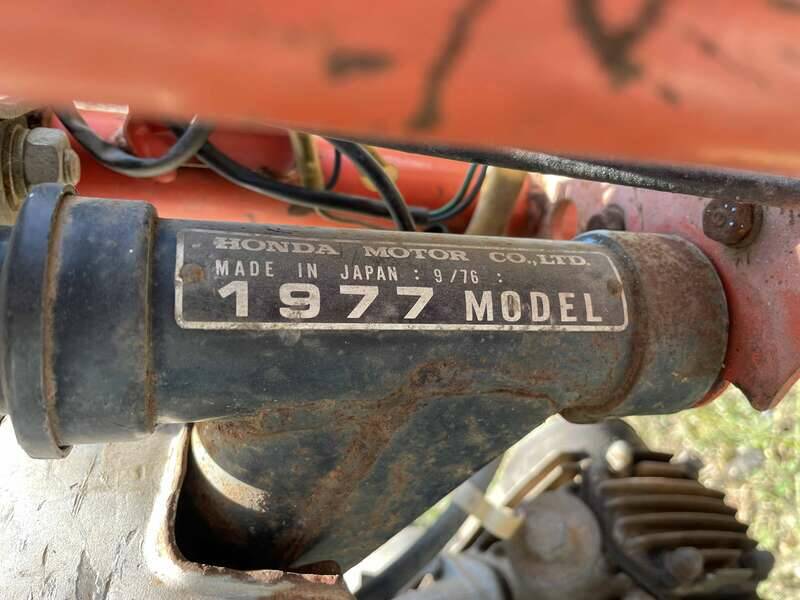 HONDA MOTOR CO.,LTD.
MADE IN JAPAN : 9/76 :
1977 MODEL